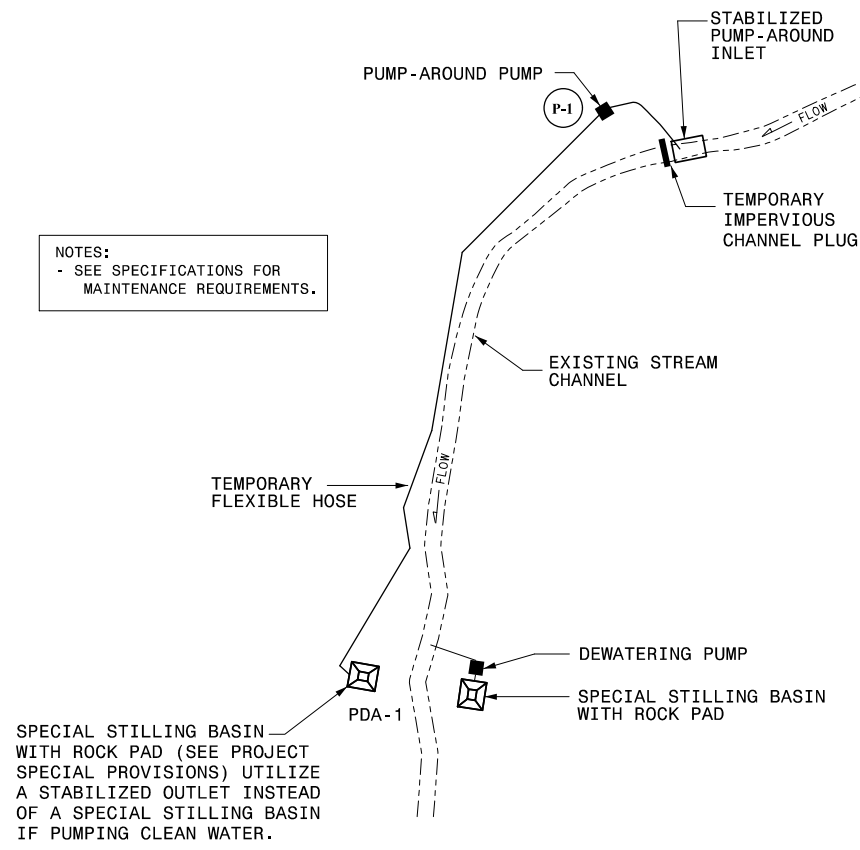 STABILIZED
PUMP-AROUND
INLET
PUMP-AROUND PUMP
P-1
FLOW
TEMPORARY
IMPERVIOUS
CHANNEL PLUG
NOTES:
- SEE SPECIFICATIONS FOR
MAINTENANCE REQUIREMENTS.
EXISTING STREAM
CHANNEL
FLOW
TEMPORARY
FLEXIBLE HOSE
DEWATERING PUMP
SPECIAL STILLING BASIN
WITH ROCK PAD
PDA-1
SPECIAL STILLING BASIN
WITH ROCK PAD (SEE PROJECT
SPECIAL PROVISIONS) UTILIZE
A STABILIZED OUTLET INSTEAD
OF A SPECIAL STILLING BASIN
IF PUMPING CLEAN WATER.